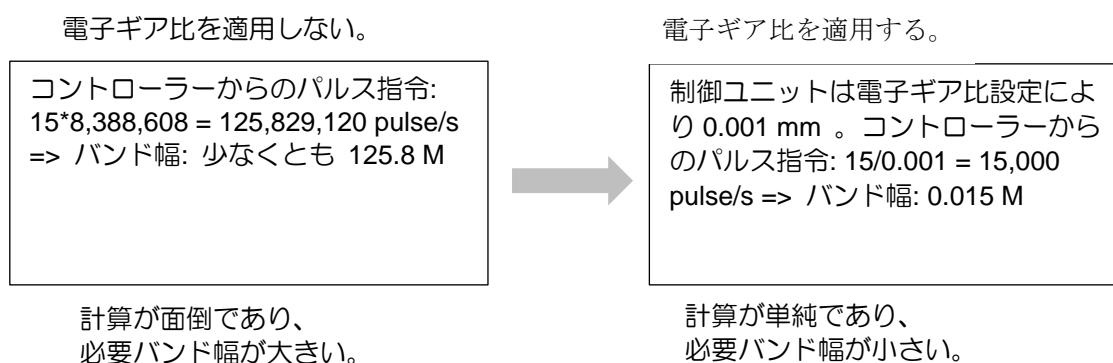 電子ギア比を適用しない。
コントローラーからのパルス指令:
15*8,388,608 = 125,829,120 pulse/s
=> バンド幅: 少なくとも 125.8 M
計算が面倒であり、
必要バンド幅が大きい。
電子ギア比を適用する。
制御ユニットは電子ギア比設定によ
り 0.001 mm 。コントローラーから
のパルス指令: 15/0.001 = 15,000
pulse/s => バンド幅: 0.015 M
計算が単純であり、
必要バンド幅が小さい。